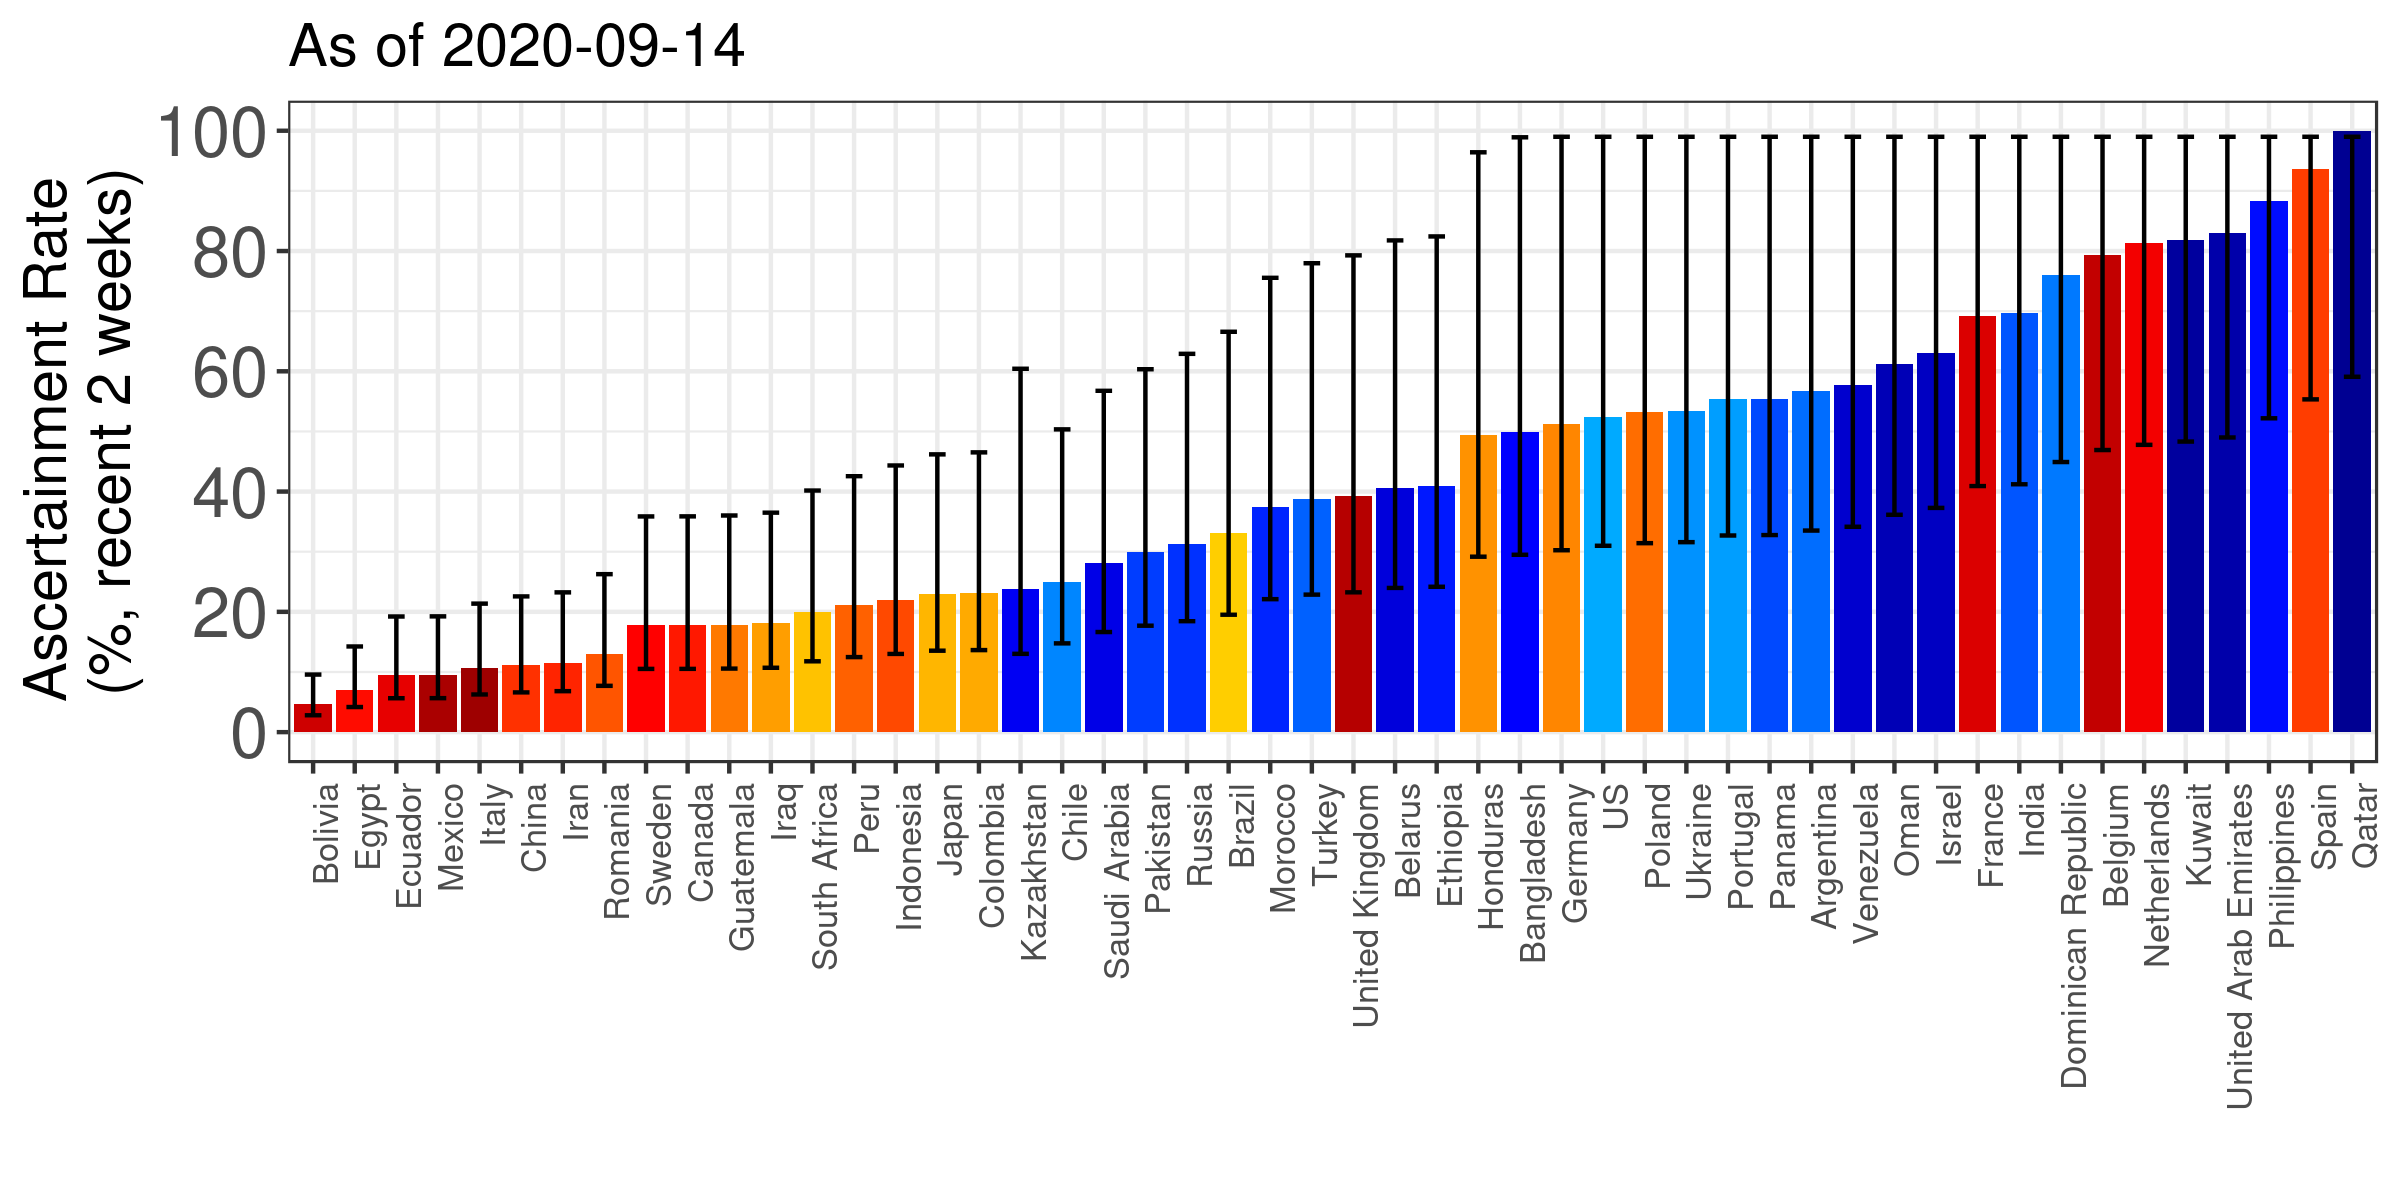 As of 2020-09-14
Ascertainment Rate
(%, recent 2 weeks)
100
80
60
40
20
0
Bolivia
Egypt
Ecuador
Mexico
Italy
China
Iran
Romania
Sweden
Canada
Guatemala
Iraq
South Africa
Peru
Indonesia
Japan
Colombia
Kazakhstan
Chile
Saudi Arabia
Pakistan
Russia
Brazil
Morocco
Turkey
United Kingdom
Belarus
Ethiopia
Honduras
Bangladesh
Germany
US
Poland
Ukraine
Portugal
Panama
Argentina
Venezuela
Oman
Israel
France
India
Dominican Republic
Belgium
Netherlands
Kuwait
United Arab Emirates
Philippines
Spain
Qatar